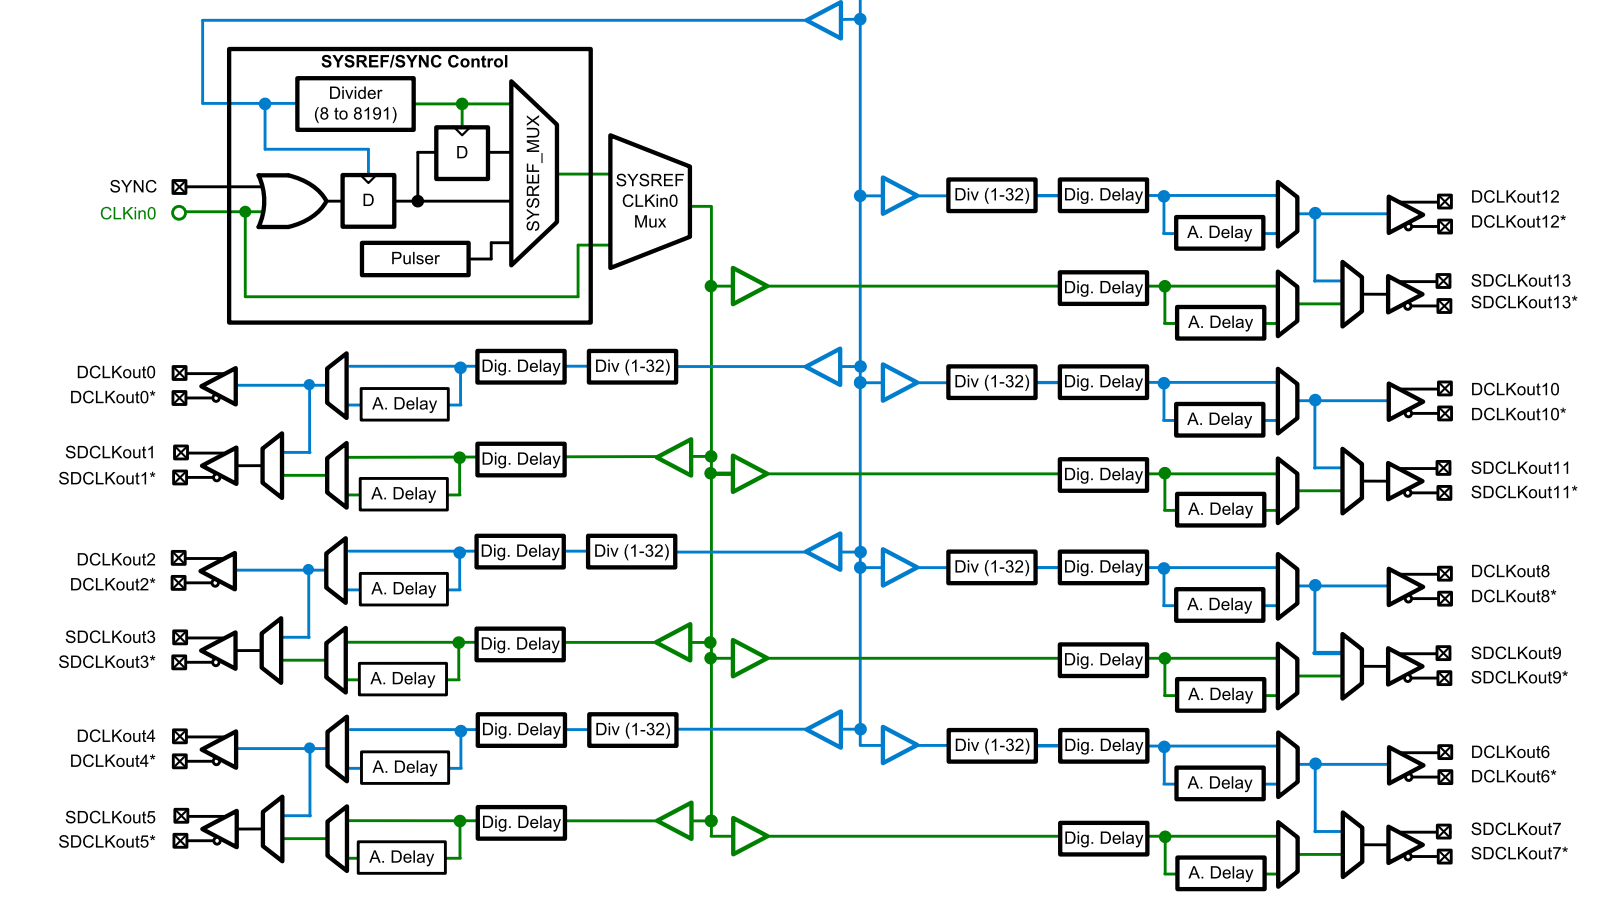 SYSREF/SYNC Control
Divider
(8 to 8191)
D
SYSREF_MUX
SYNC
CLKin0
D
Pulser
SYSREF
CLKin0
Mux
Div (1-32)
Dig. Delay
A. Delay
DCLKout12
DCLKout12*
Dig. Delay
A. Delay
SDCLKout13
SDCLKout13*
DCLKout0
DCLKout0*
A. Delay
Dig. Delay
Div (1-32)
Div (1-32)
Dig. Delay
A. Delay
DCLKout10
DCLKout10*
SDCLKout1
SDCLKout1*
A. Delay
Dig. Delay
Dig. Delay
A. Delay
SDCLKout11
SDCLKout11*
DCLKout2
DCLKout2*
A. Delay
Dig. Delay
Div (1-32)
Div (1-32)
Dig. Delay
A. Delay
DCLKout8
DCLKout8*
SDCLKout3
SDCLKout3*
A. Delay
Dig. Delay
Dig. Delay
A. Delay
SDCLKout9
SDCLKout9*
DCLKout4
DCLKout4*
A. Delay
Dig. Delay
Div (1-32)
Div (1-32)
Dig. Delay
A. Delay
DCLKout6
DCLKout6*
SDCLKout5
SDCLKout5*
A. Delay
Dig. Delay
Dig. Delay
A. Delay
SDCLKout7
SDCLKout7*